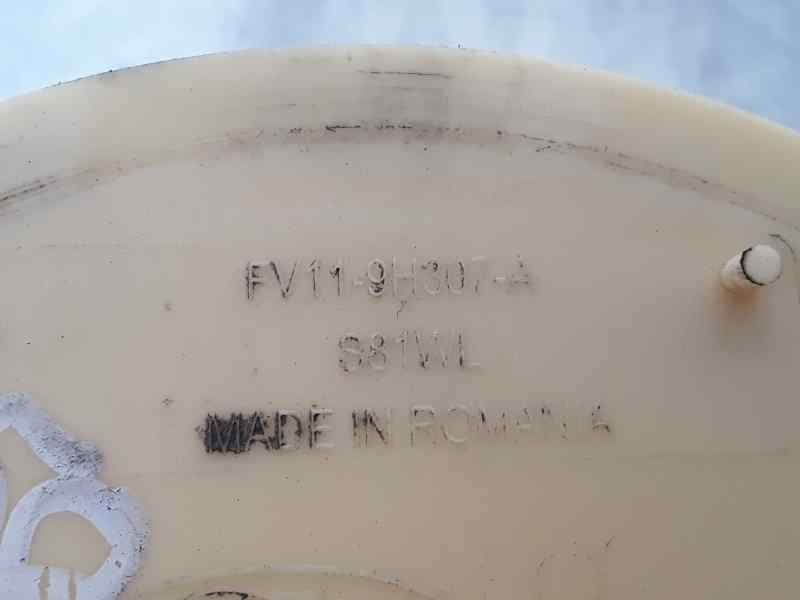 FV11-9H307-A
S81WL
MADE IN ROMANIA